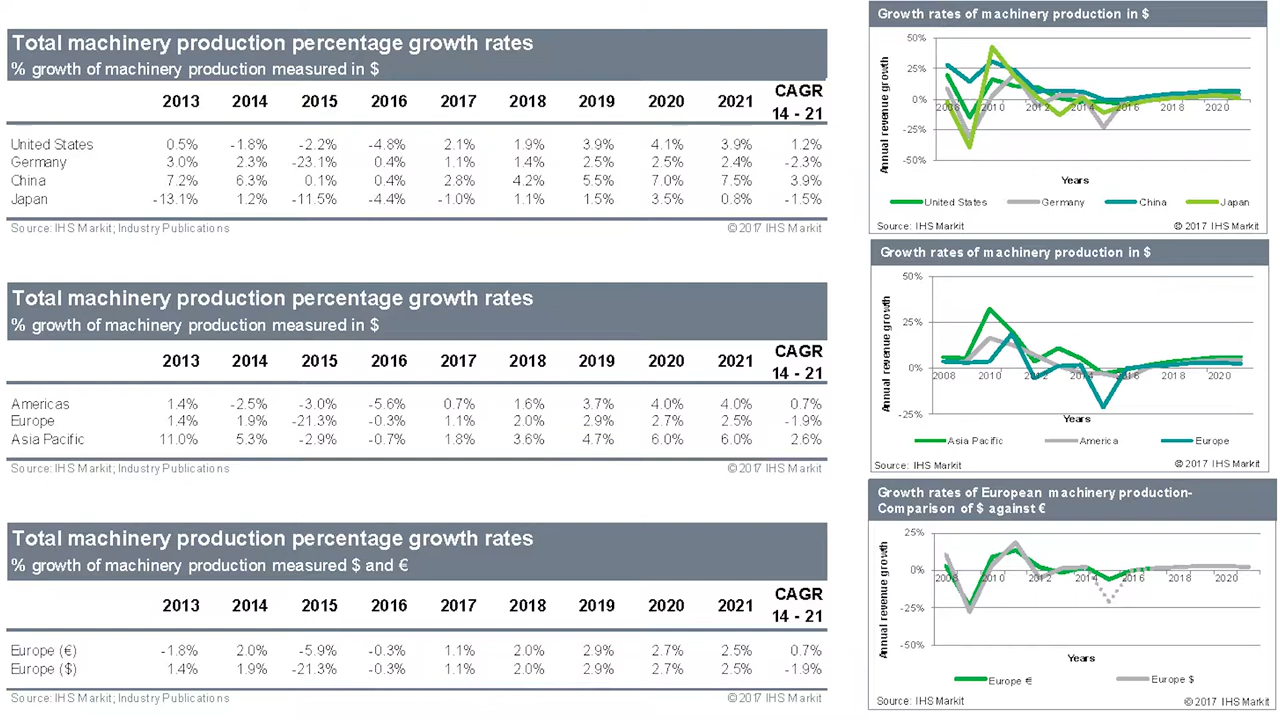 Total machinery production percentage growth rates
% growth of machinery production measured in $
CAGR
2013 2014 2015 2016 2017 2018 2019 2020 2021
14 - 21
United States 0.5% -1.8% -2.2% -4.8% 2.1% 1.9% 3.9% 4.1% 3.9% 1.2%
Germany 3.0% 2.3% -23.1% 0.4% 1.1% 1.4% 2.5% 2.5% 2.4% -2.3%
China 7.2% 6.3% 0.1% 0.4% 2.8% 4.2% 5.5% 7.0% 7.5% 3.9%
Japan -13.1% 1.2% -11.5% -4.4% -1.0% 1.1% 1.5% 3.5% 0.8% -1.5%
Source: IHS Markit; Industry Publications © 2017 IHS Markit
Total machinery production percentage growth rates
% growth of machinery production measured in $
CAGR
2013 2014 2015 2016 2017 2018 2019 2020 2021
14 - 21
Americas 1.4% -2.5% -3.0% -5.6% 0.7% 1.6% 3.7% 4.0% 4.0% 0.7%
Europe 1.4% 1.9% -21.3% -0.3% 1.1% 2.0% 2.9% 2.7% 2.5% -1.9%
Asia Pacific 11.0% 5.3% -2.9% -0.7% 1.8% 3.6% 4.7% 6.0% 6.0% 2.6%
Source: IHS Markit; Industry Publications © 2017 IHS Markit
Total machinery production percentage growth rates
% growth of machinery production measured $ and €
CAGR
2013 2014 2015 2016 2017 2018 2019 2020 2021
14 - 21
Europe (€) -1.8% 2.0% -5.9% -0.3% 1.1% 2.0% 2.9% 2.7% 2.5% 0.7%
Europe ($) 1.4% 1.9% -21.3% -0.3% 1.1% 2.0% 2.9% 2.7% 2.5% -1.9%
Source: IHS Markit; Industry Publications © 2017 IHS Markit
Growth rates of machinery production in $
Annual revenue growth
50%
25%
0%
-25%
-50%
2008 2010 2012 2014 2016 2018 2020
Years
United States Germany China Japan
Source: IHS Markit © 2017 IHS Markit
Growth rates of machinery production in $
Annual revenue growth
50%
25%
0%
-25%
2008 2010 2012 2014 2016 2018 2020
Years
Asia Pacific America Europe
Source: IHS Markit © 2017 IHS Markit
Growth rates of European machinery production-
Comparison of $ against €
Annual revenue growth
25%
0%
-25%
-50%
2008 2010 2012 2014 2016 2018 2020
Years
Europe € Europe $
Source: IHS Markit © 2017 IHS Markit